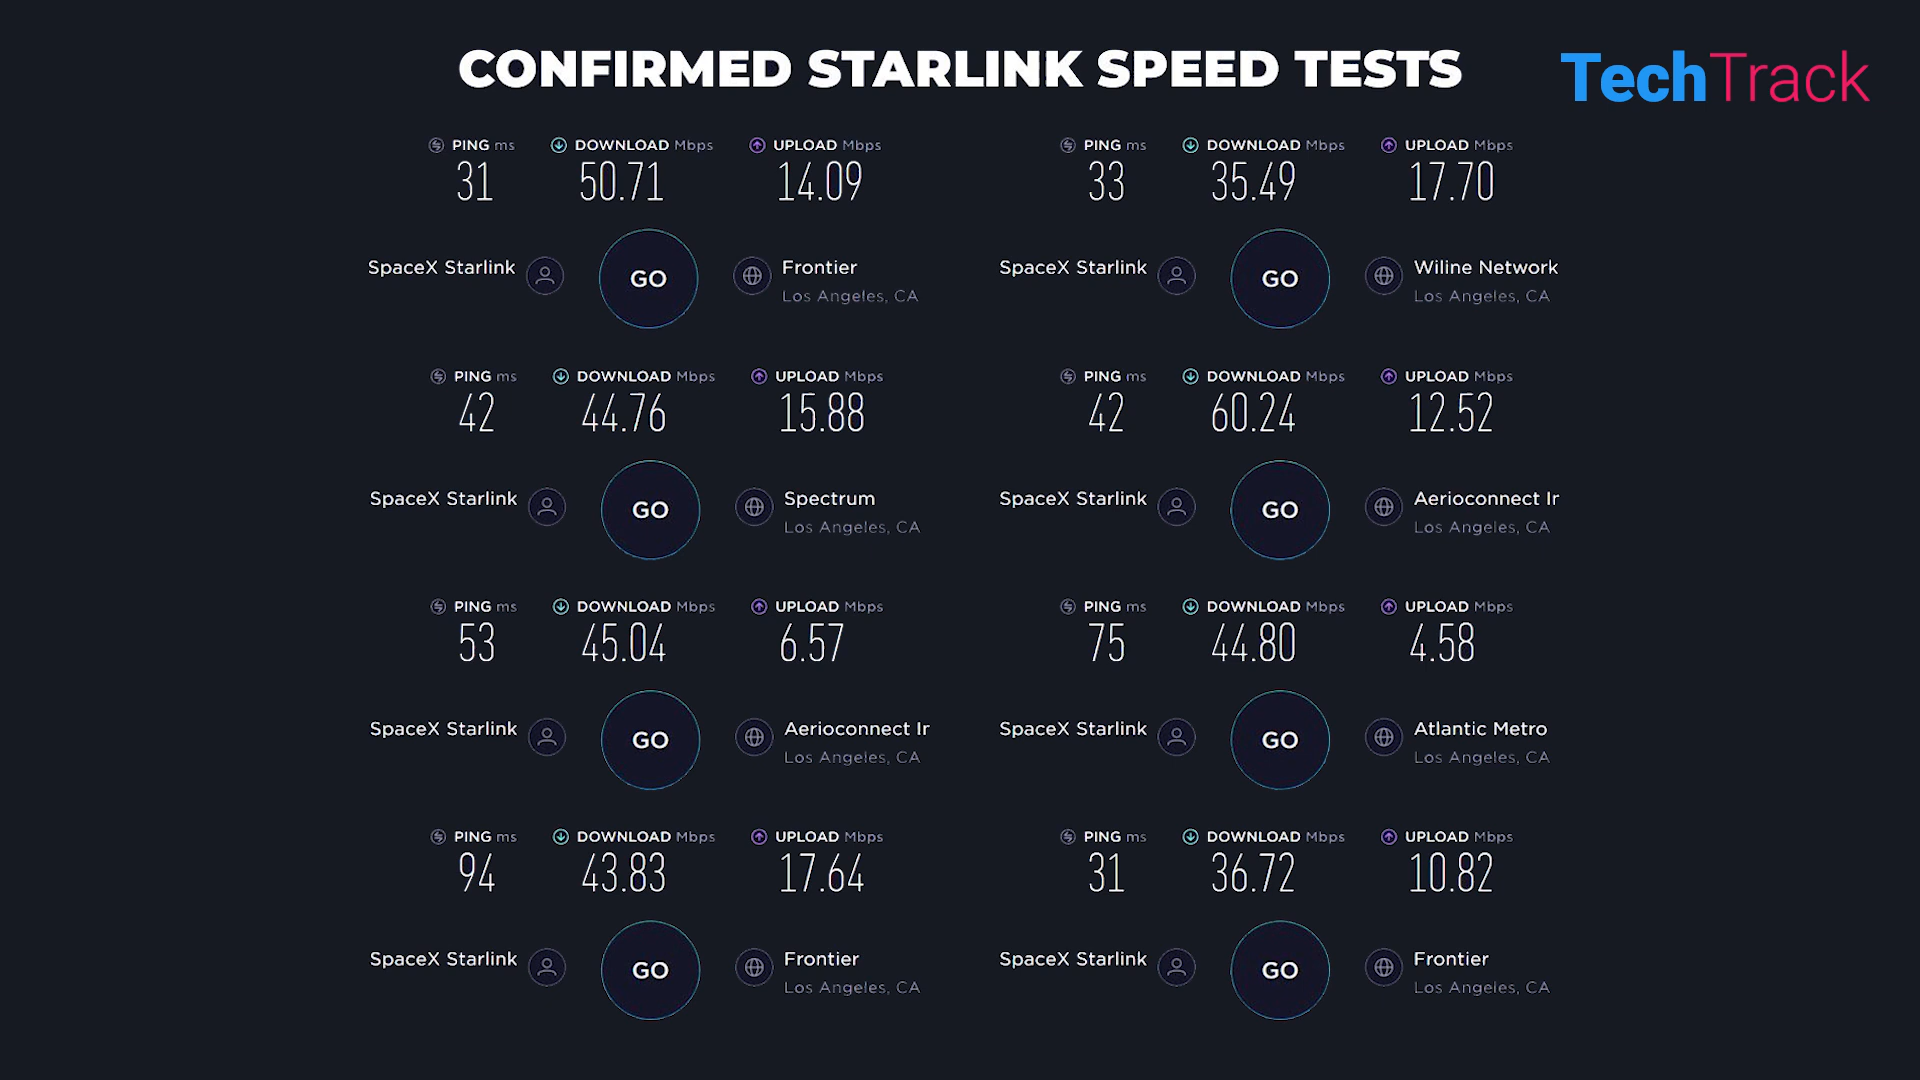 CONFIRMED STARLINK SPEED TESTS
TechTrack
PING ms DOWNLOAD Mbps UPLOAD Mbps
31 50.71 14.09
SpaceX Starlink GO Frontier
Los Angeles, CA
PING ms DOWNLOAD Mbps UPLOAD Mbps
33 35.49 17.70
SpaceX Starlink GO Wiline Network
Los Angeles, CA
PING ms DOWNLOAD Mbps UPLOAD Mbps
42 44.76 15.88
SpaceX Starlink GO Spectrum
Los Angeles, CA
PING ms DOWNLOAD Mbps UPLOAD Mbps
42 60.24 12.52
SpaceX Starlink GO Aerioconnect Ir
Los Angeles, CA
PING ms DOWNLOAD Mbps UPLOAD Mbps
53 45.04 6.57
SpaceX Starlink GO Aerioconnect Ir
Los Angeles, CA
PING ms DOWNLOAD Mbps UPLOAD Mbps
75 44.80 4.58
SpaceX Starlink GO Atlantic Metro
Los Angeles, CA
PING ms DOWNLOAD Mbps UPLOAD Mbps
94 43.83 17.64
SpaceX Starlink GO Frontier
Los Angeles, CA
PING ms DOWNLOAD Mbps UPLOAD Mbps
31 36.72 10.82
SpaceX Starlink GO Frontier
Los Angeles, CA